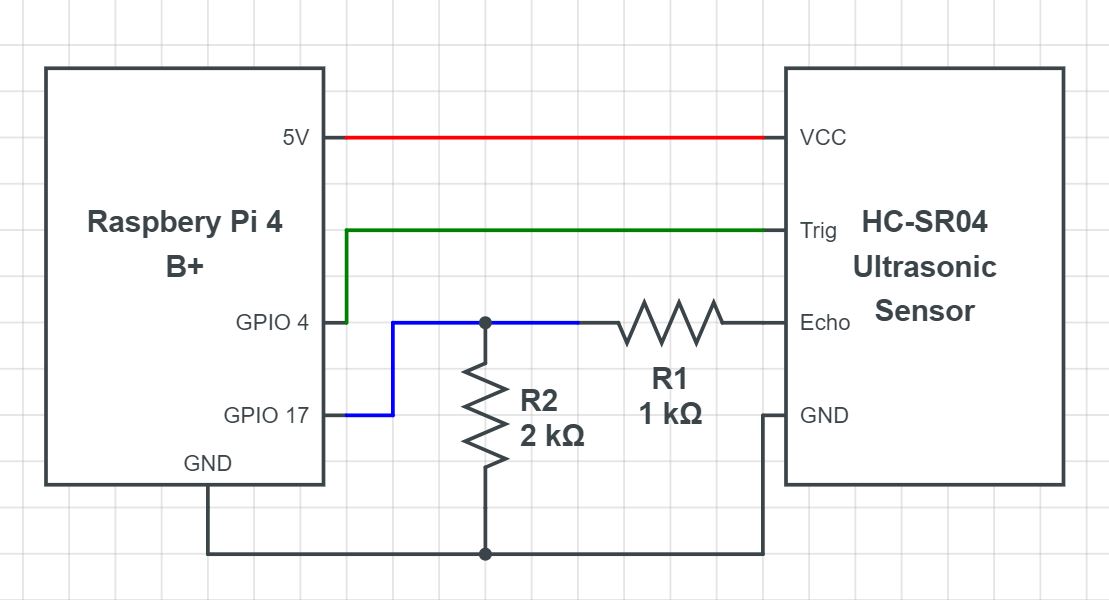 5V
Raspbery Pi 4
B+
GPIO 4
GPIO 17
GND
R2
2 kΩ
R1
1 kΩ
VCC
Trig
HC-SR04
Ultrasonic
Sensor
Echo
GND